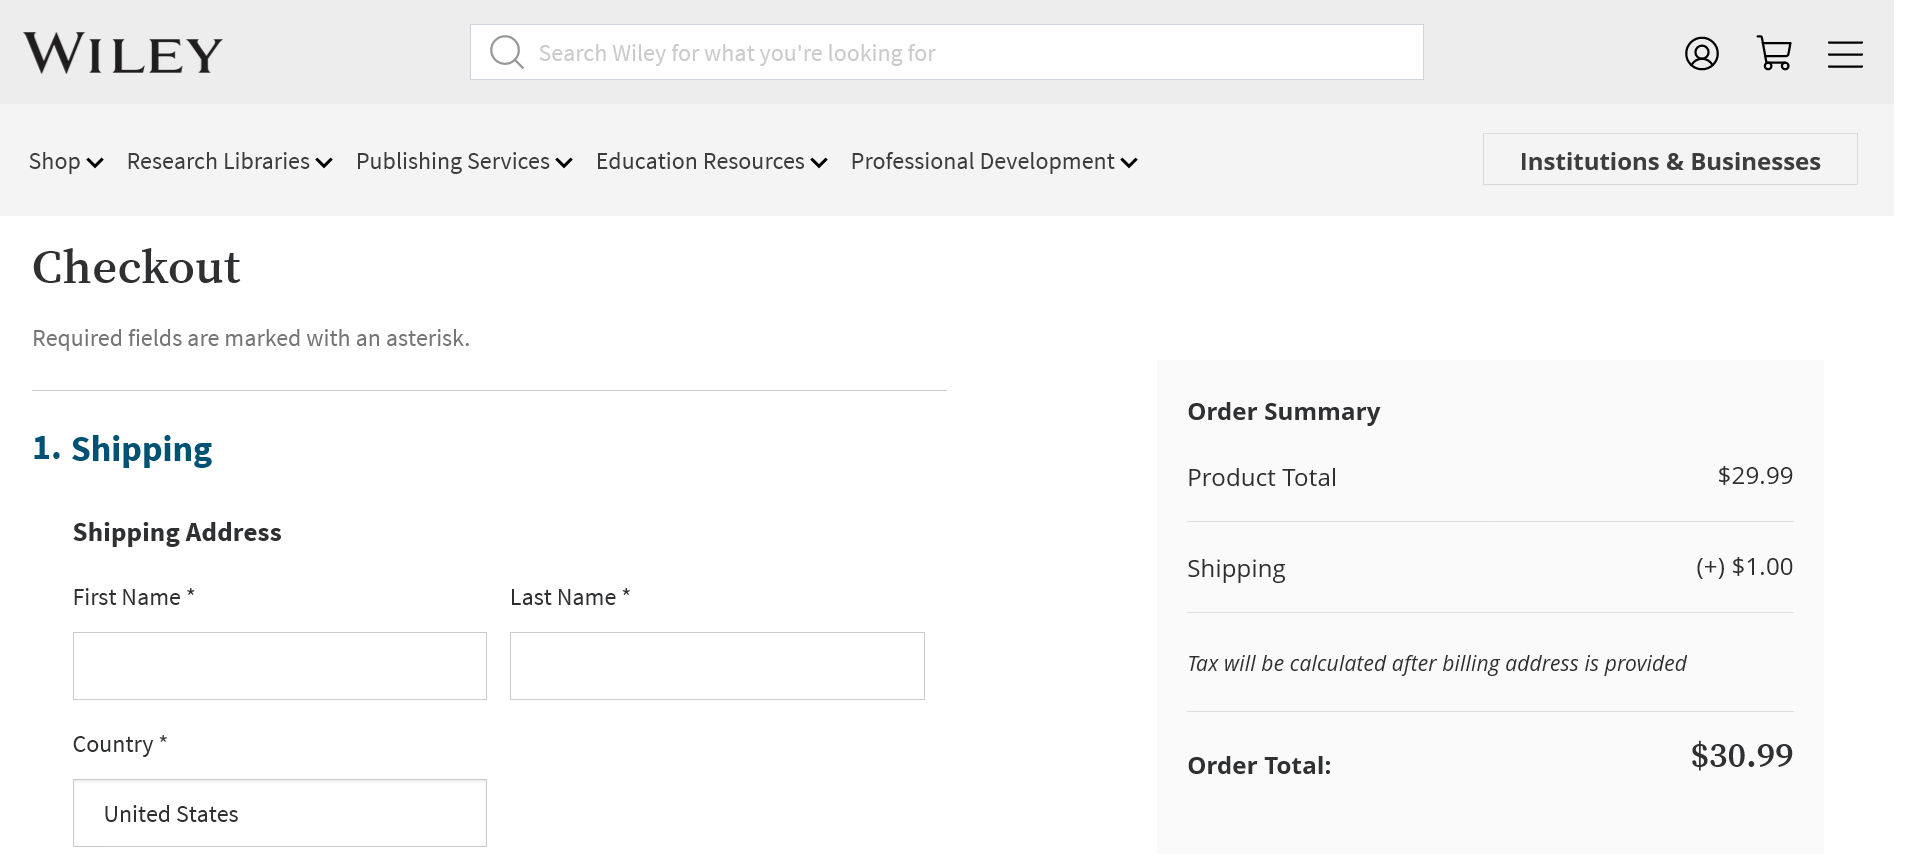 WILEY
Search Wiley for what you're looking for
Shop
Research Libraries
Publishing Services
Education Resources
Professional Development
Institutions & Businesses
Checkout
Required fields are marked with an asterisk.
1. Shipping
Shipping Address
First Name *
Last Name *
Country *
United States
Order Summary
Product Total $29.99
Shipping (+) $1.00
Tax will be calculated after billing address is provided
Order Total: $30.99